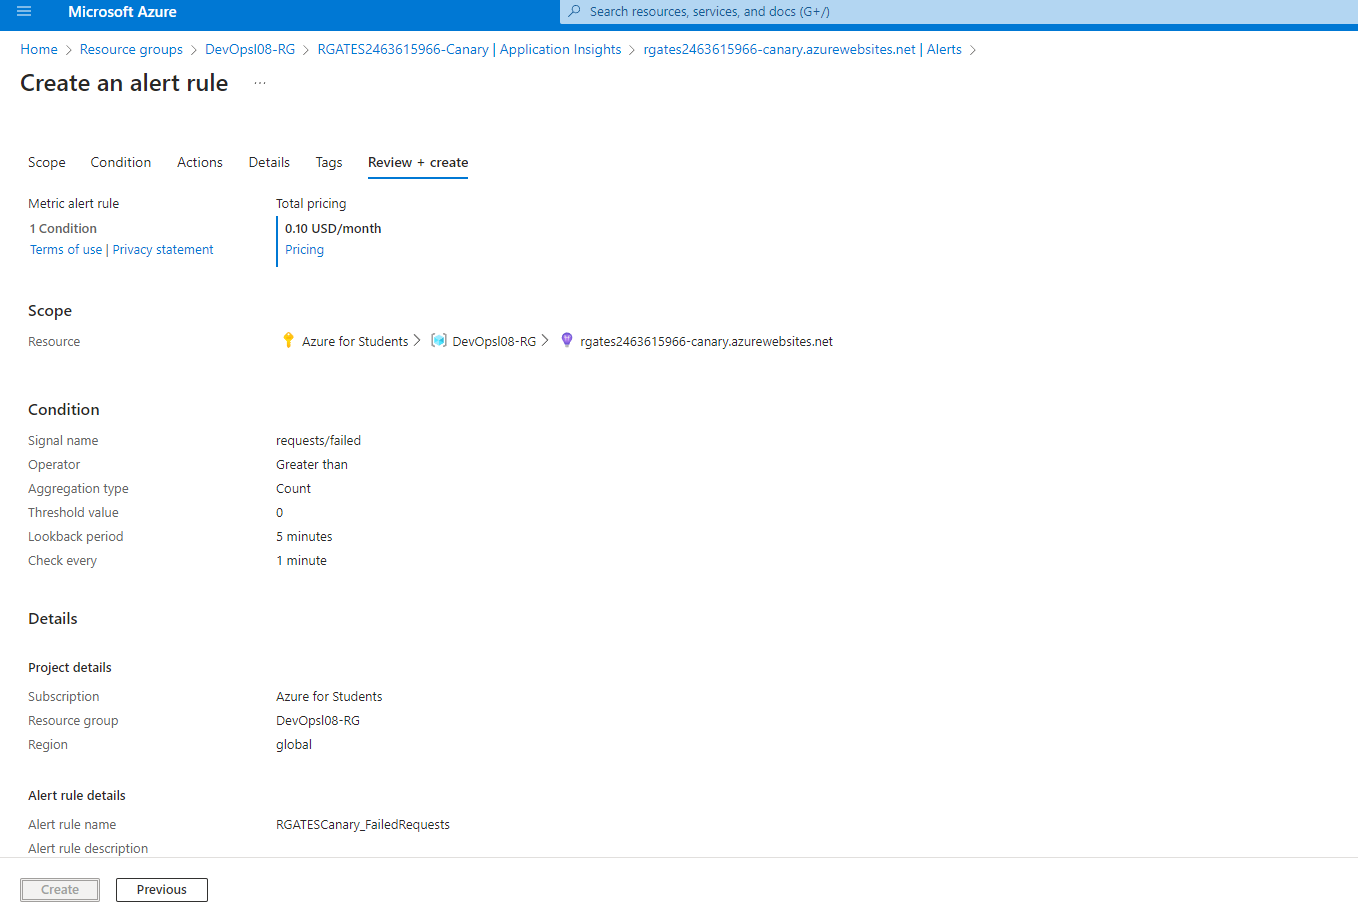 Microsoft Azure
Search resources, services, and docs (G+/)
Home > Resource groups > DevOpsI08-RG > RGATES2463615966-Canary | Application Insights > rgates2463615966-canary.azurewebsites.net | Alerts >
Create an alert rule ...
Scope Condition Actions Details Tags Review + create
Metric alert rule Total pricing
1 Condition 0.10 USD/month
Terms of use | Privacy statement Pricing
Scope
Resource Azure for Students > DevOpsI08-RG > rgates2463615966-canary.azurewebsites.net
Condition
Signal name requests/failed
Operator Greater than
Aggregation type Count
Threshold value 0
Lookback period 5 minutes
Check every 1 minute
Details
Project details
Subscription Azure for Students
Resource group DevOpsI08-RG
Region global
Alert rule details
Alert rule name RGATESCanary_FailedRequests
Alert rule description
Create Previous